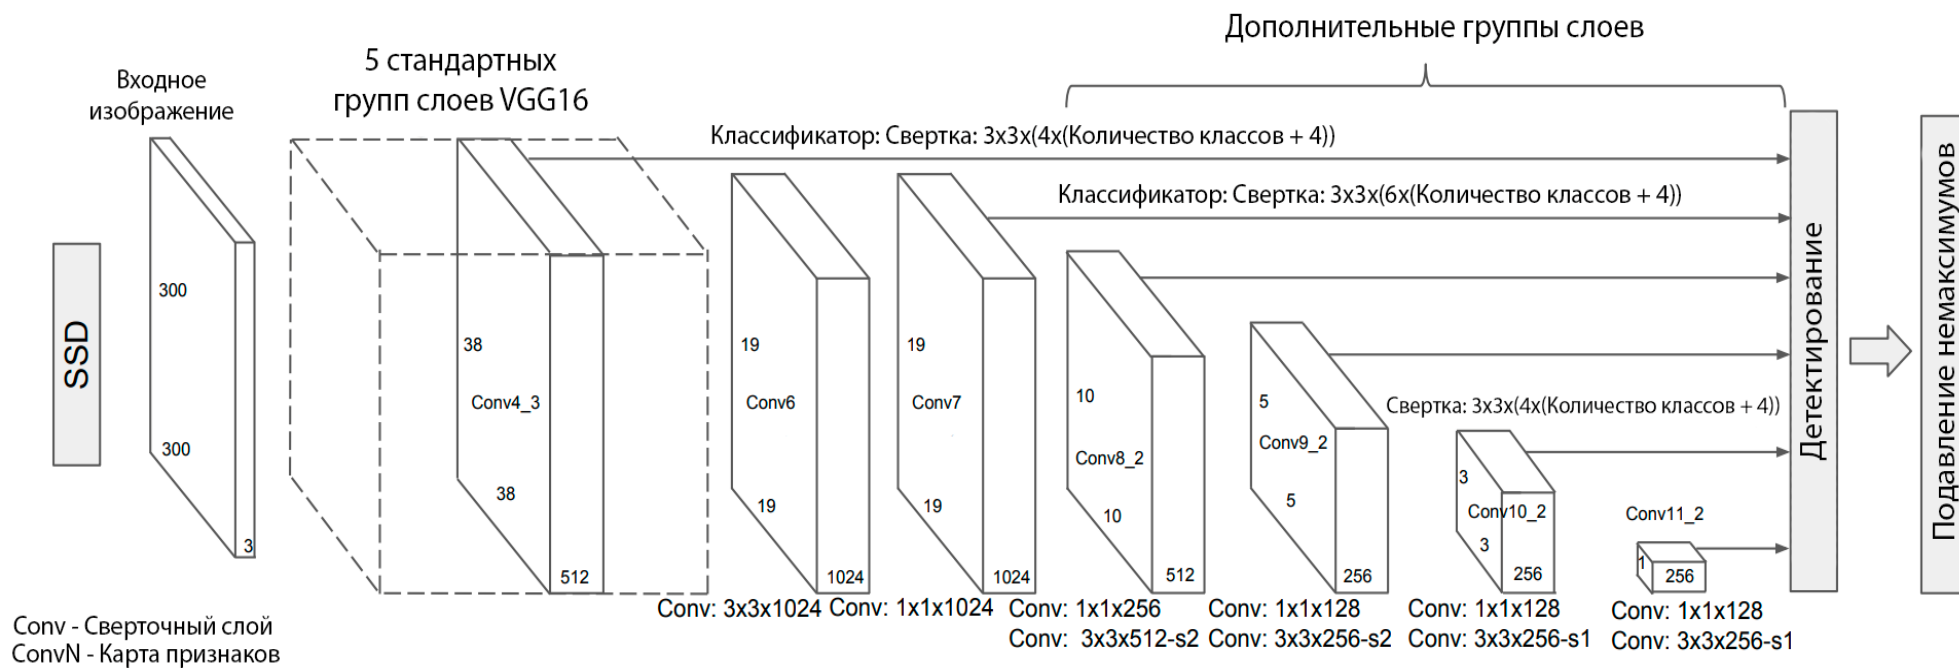 Дополнительные группы слоев
5 стандартных
групп слоев VGG16
Входное
изображение
Классификатор: Свертка: 3x3x(4x(Количество классов + 4))
Классификатор: Свертка: 3x3x(6x(Количество классов + 4))
SSD
300
300
3
38
Conv4_3
38
512
19
Conv6
19
1024
19
Conv7
19
1024
10
Conv8_2
10
512
5
Conv9_2
5
256
Свертка: 3x3x(4x(Количество классов + 4))
3
Conv10_2
3
256
Conv11_2
1
256
Детектирование
Подавление немаксимумов
Conv: 3x3x1024
Conv: 1x1x1024
Conv: 1x1x256
Conv: 3x3x512-s2
Conv: 1x1x128
Conv: 3x3x256-s2
Conv: 1x1x128
Conv: 3x3x256-s1
Conv: 1x1x128
Conv: 3x3x256-s1
Conv - Сверточный слой
ConvN - Карта признаков